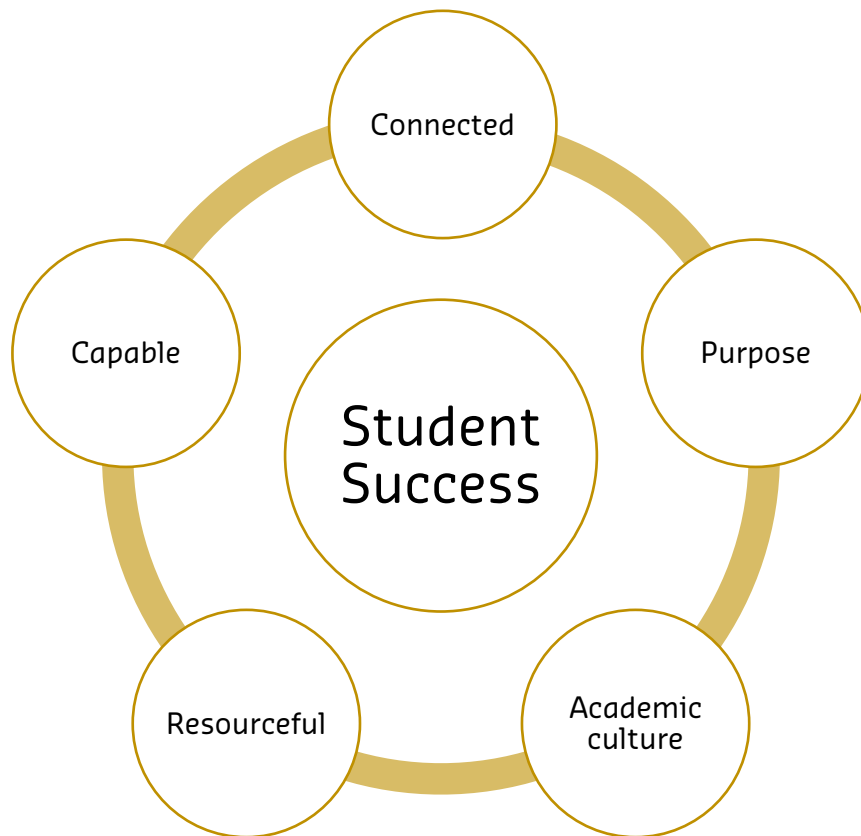 Connected
Capable
Purpose
Student
Success
Resourceful
Academic
culture